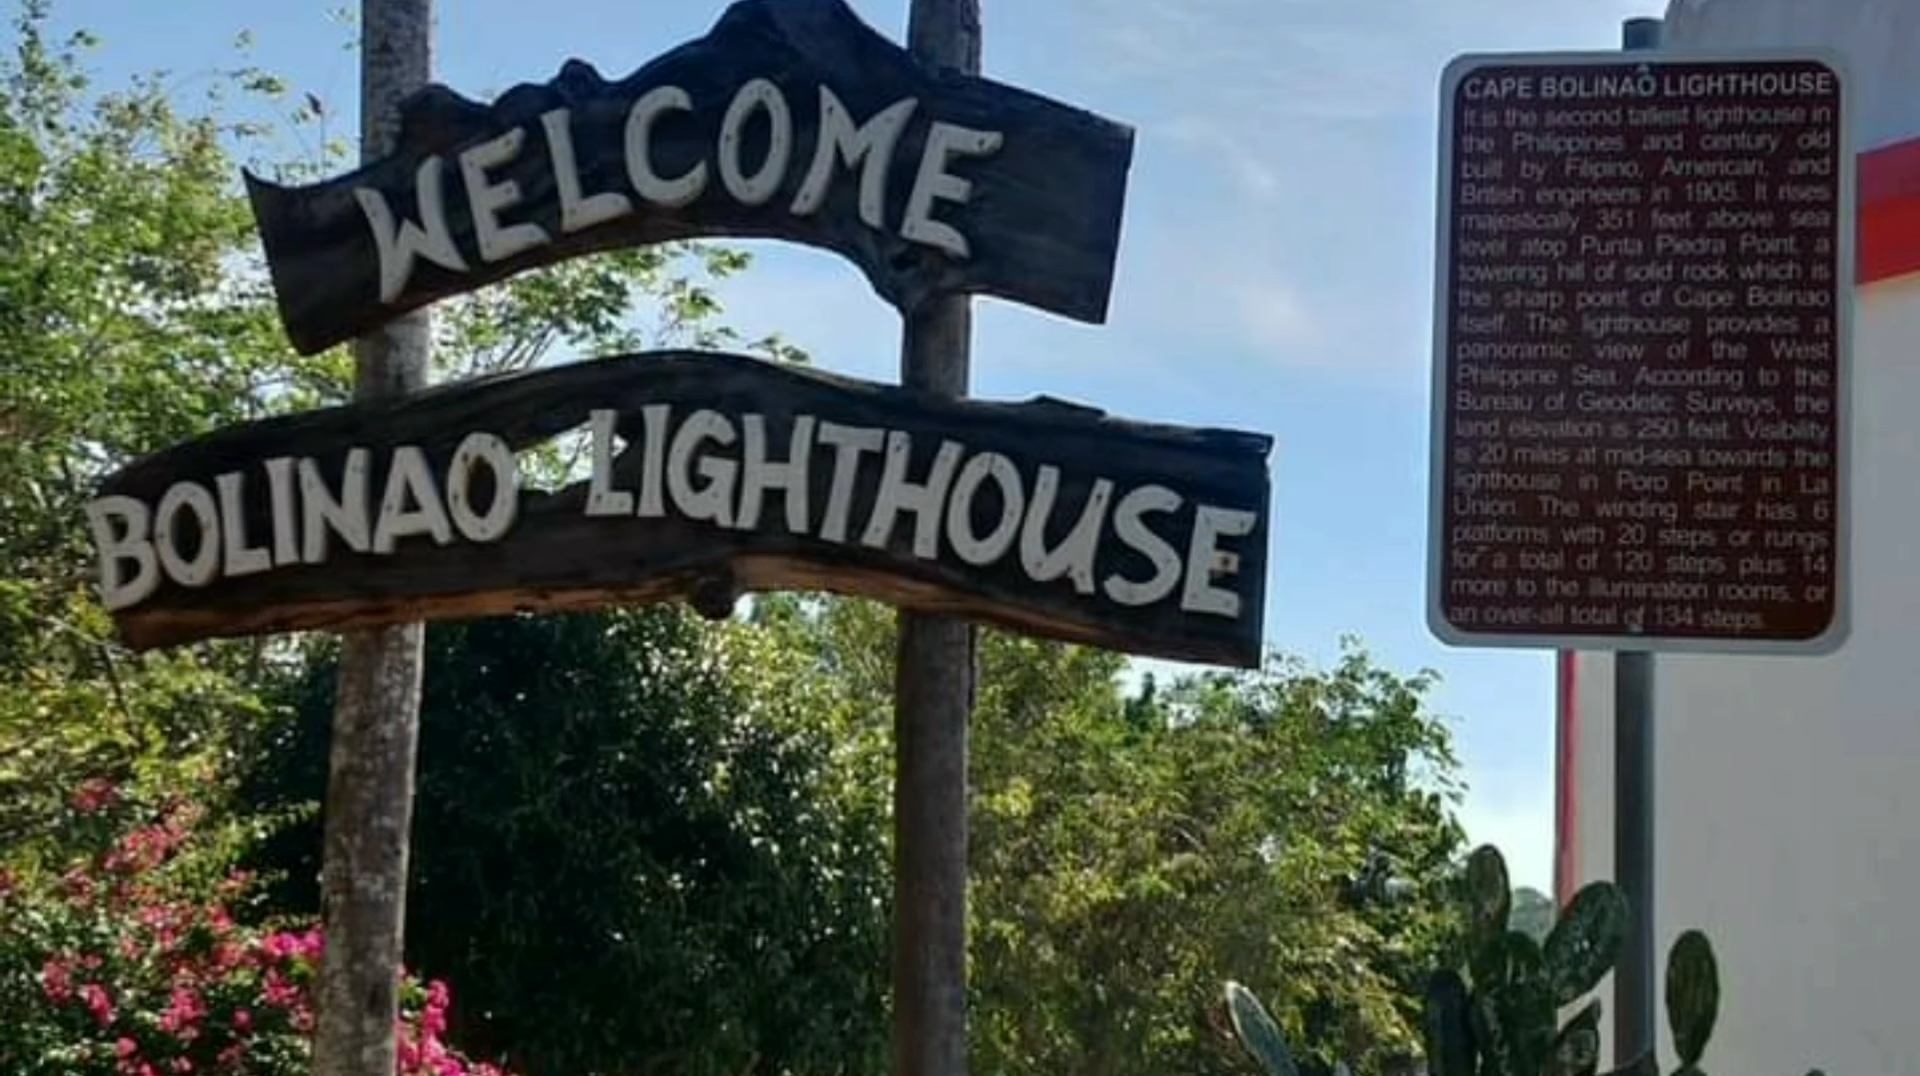 WELCOME
BOLINAO LIGHTHOUSE
CAPE BOLINAO LIGHTHOUSE
It is the second tallest lighthouse in
the Philippines and century old
built by Filipino, American, and
British engineers in 1905. It rises
majestically 351 feet above sea
level atop Punta Piedra Point, a
towering hill of solid rock which is
the sharp point of Cape Bolinao
itself. The lighthouse provides a
panoramic view of the West
Philippine Sea. According to the
Bureau of Geodetic Surveys, the
land elevation is 250 feet. Visibility
is 20 miles at mid-sea towards the
lighthouse in Poro Point in La
Union. The winding stair has 6
platforms with 20 steps or rungs
for a total of 120 steps plus 14
more to the illumination rooms, or
an over-all total of 134 steps.